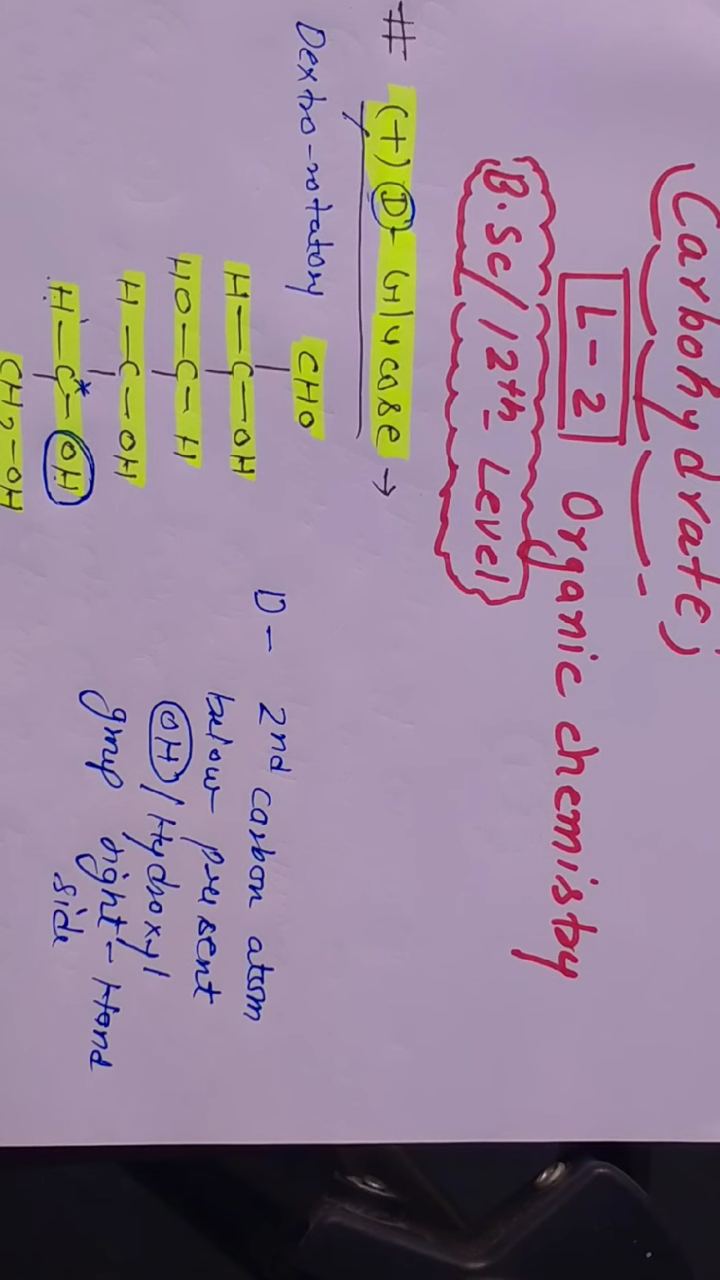 (Carbohydrate)
L-2 Organic chemistry
B.Sc/12th Level
# (+) D- Glucose →
Dextro-rotatory
CHO
H-C-OH
HO-C-H
H-C-OH
H-C*-OH
CH2-OH
D- 2nd carbon atom
below present
OH/Hydroxyl
group right-Hand
side